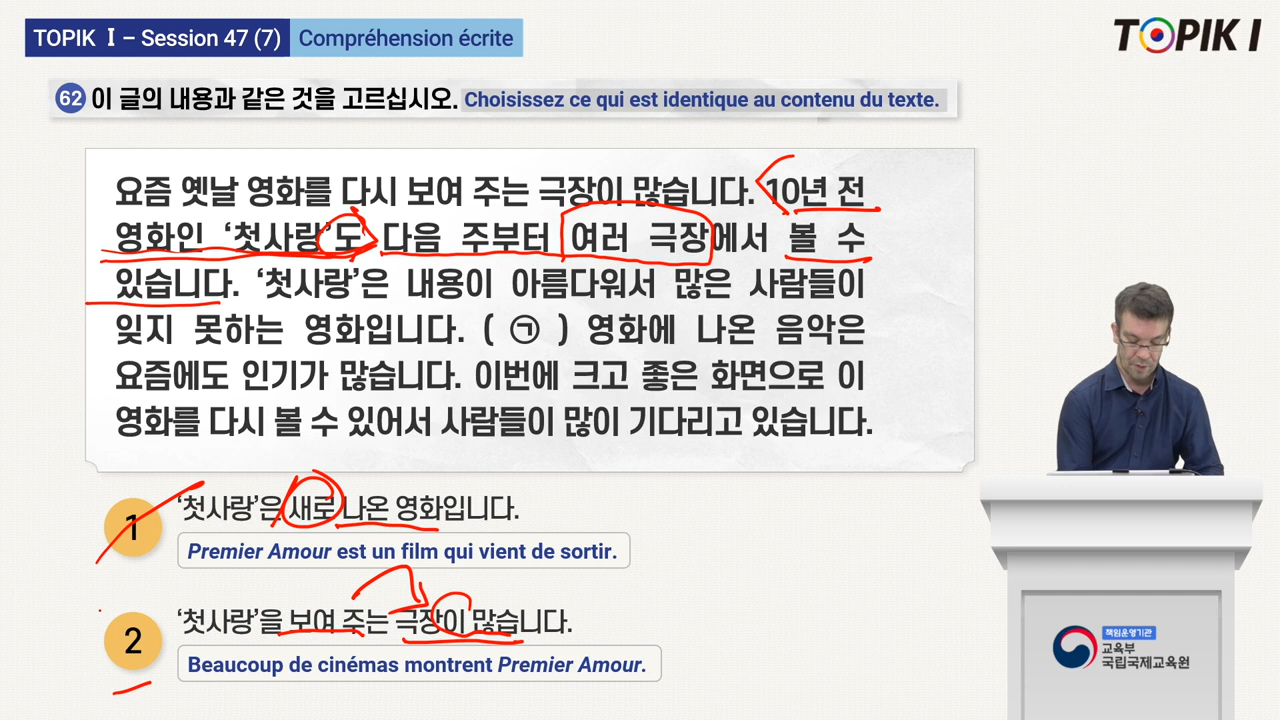 TOPIK Ⅰ – Session 47 (7) Compréhension écrite
TOPIK I
62 이 글의 내용과 같은 것을 고르십시오. Choisissez ce qui est identique au contenu du texte.
요즘 옛날 영화를 다시 보여 주는 극장이 많습니다. 10년 전
영화인 ‘첫사랑’도 다음 주부터 여러 극장에서 볼 수
있습니다. ‘첫사랑’은 내용이 아름다워서 많은 사람들이
잊지 못하는 영화입니다. ( ㉠ ) 영화에 나온 음악은
요즘에도 인기가 많습니다. 이번에 크고 좋은 화면으로 이
영화를 다시 볼 수 있어서 사람들이 많이 기다리고 있습니다.
1 ‘첫사랑’은 새로 나온 영화입니다.
Premier Amour est un film qui vient de sortir.
2 ‘첫사랑’을 보여 주는 극장이 많습니다.
Beaucoup de cinémas montrent Premier Amour.
책임운영기관
교육부
국립국제교육원